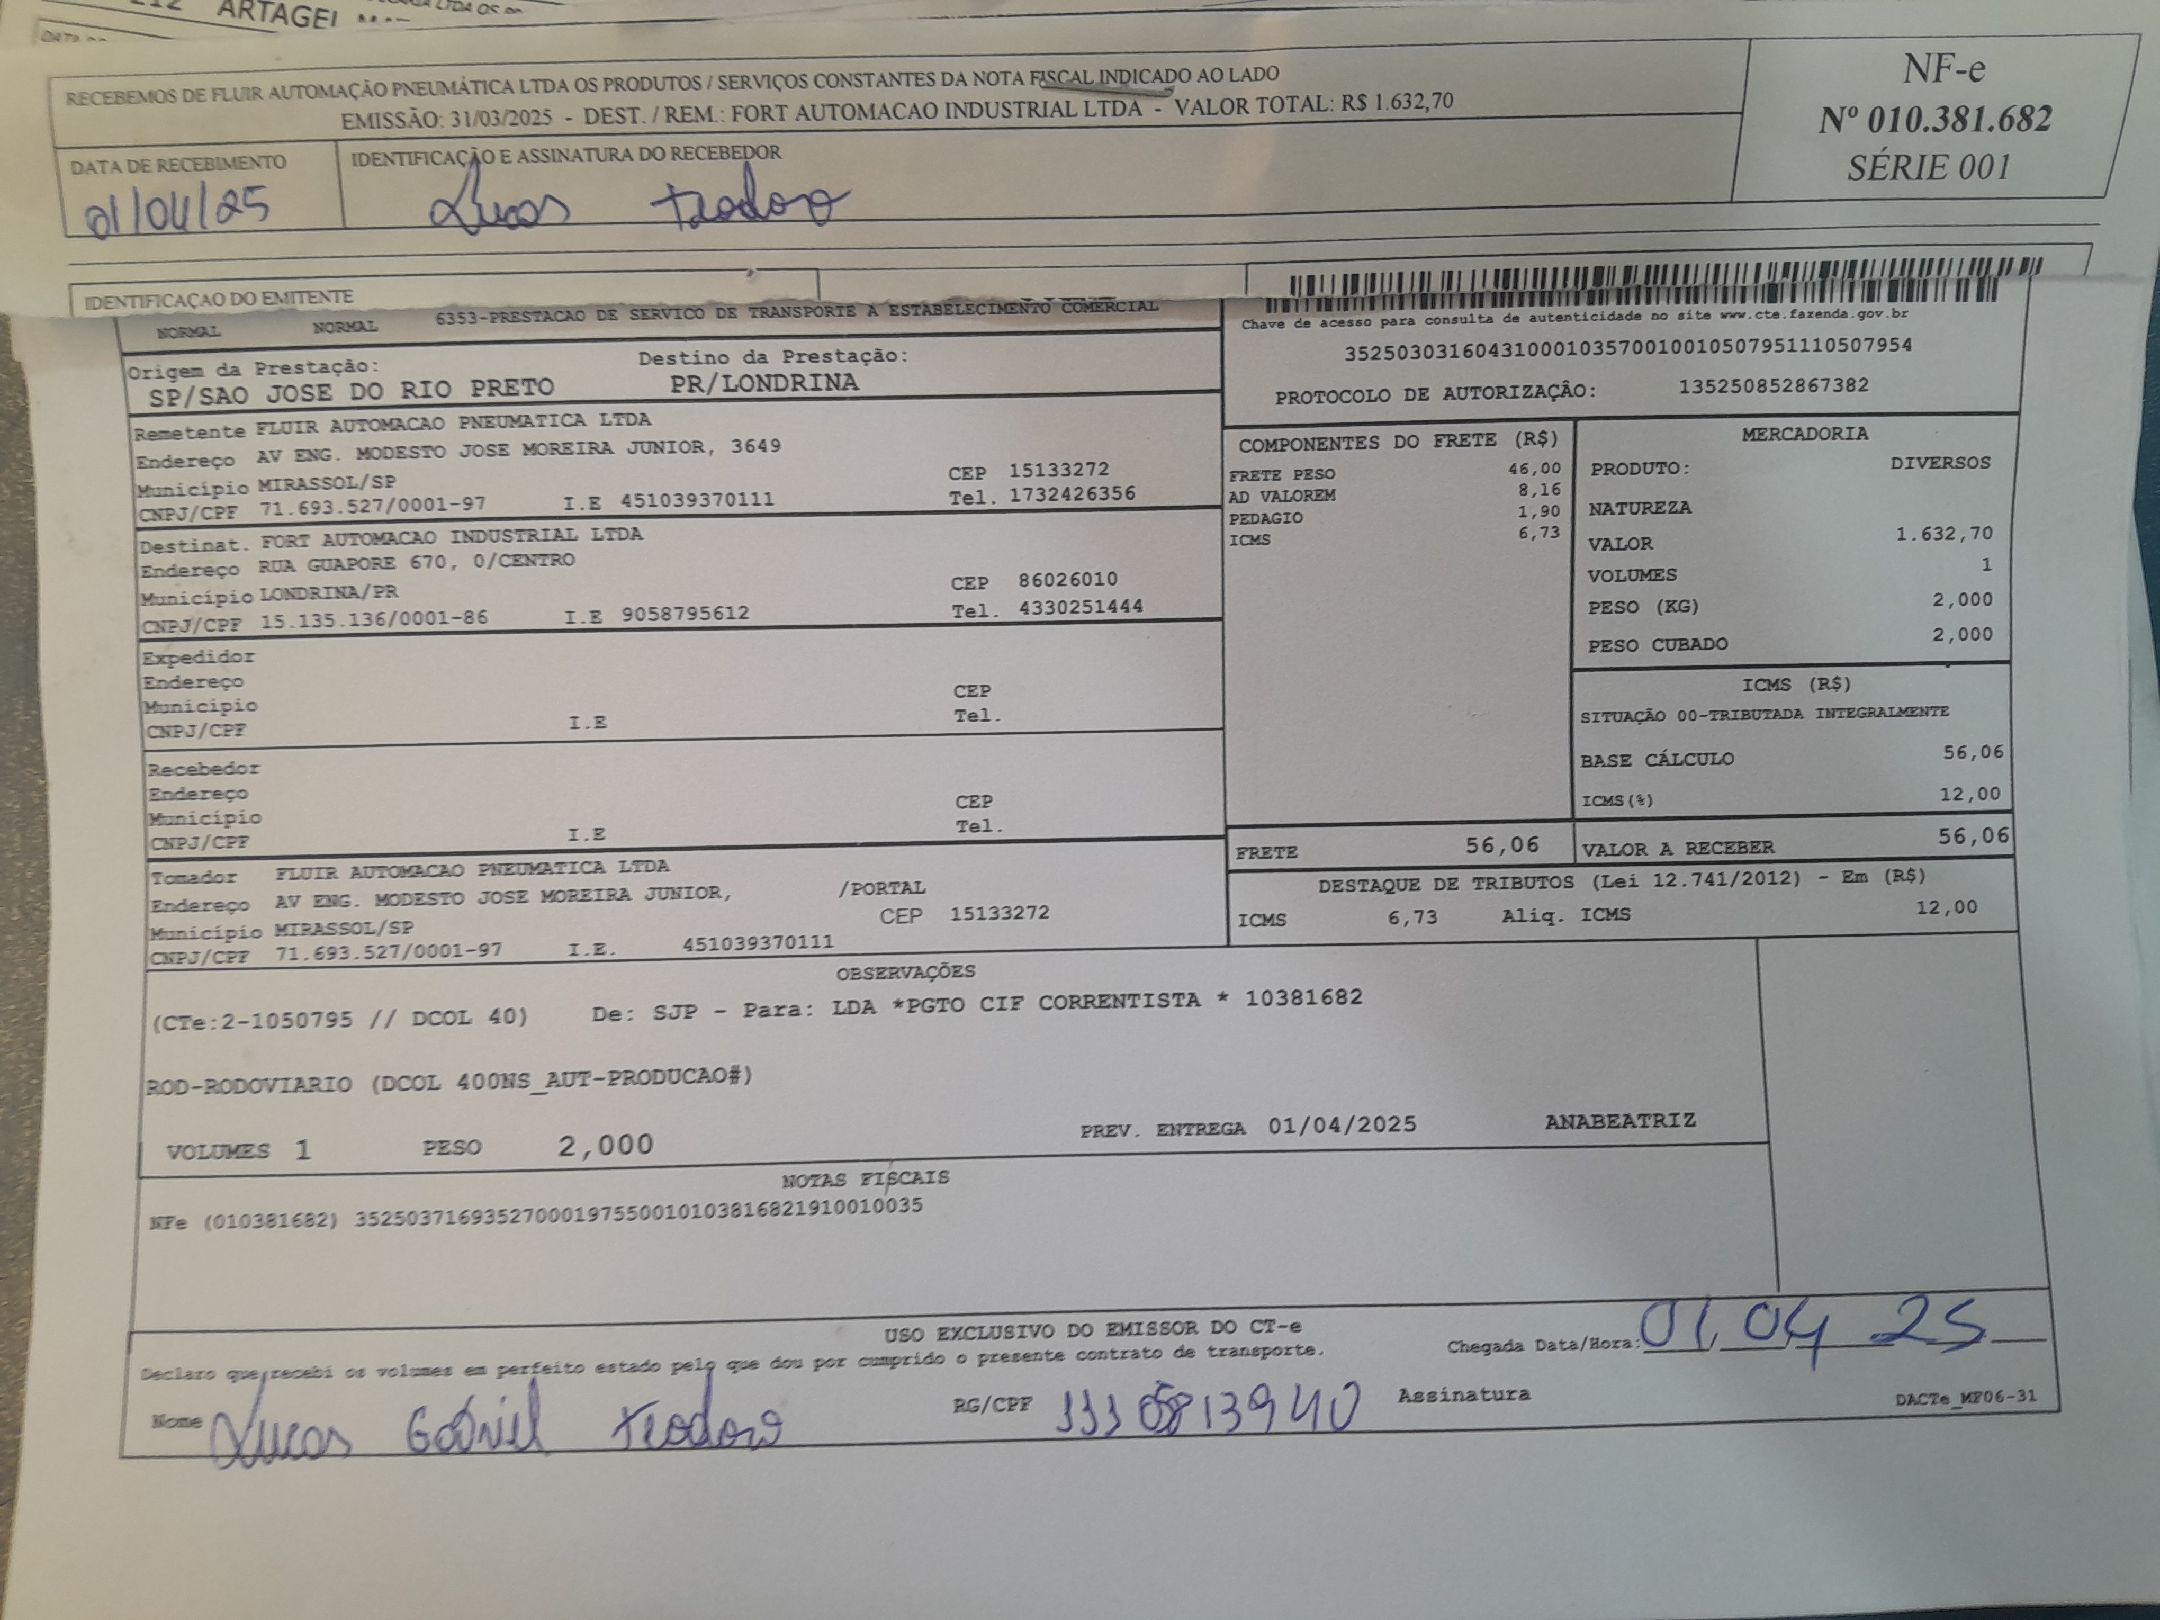 ARTAGEL
RECEBEMOS DE FLUIR AUTOMAÇÃO PNEUMÁTICA LTDA OS PRODUTOS / SERVIÇOS CONSTANTES DA NOTA FISCAL INDICADO AO LADO
EMISSÃO: 31/03/2025 - DEST. / REM.: FORT AUTOMACAO INDUSTRIAL LTDA - VALOR TOTAL: R$ 1.632,70
NF-e
Nº 010.381.682
SÉRIE 001
DATA DE RECEBIMENTO
01/04/25
IDENTIFICAÇÃO E ASSINATURA DO RECEBEDOR
Lucas Teodoro
IDENTIFICAÇÃO DO EMITENTE
NORMAL NORMAL 6353-PRESTACAO DE SERVICO DE TRANSPORTE A ESTABELECIMENTO COMERCIAL
Chave de acesso para consulta de autenticidade no site www.cte.fazenda.gov.br
35250303160431000103570010010507951110507954
PROTOCOLO DE AUTORIZAÇÃO: 135250852867382
Origem da Prestação: Destino da Prestação:
SP/SAO JOSE DO RIO PRETO PR/LONDRINA
Remetente FLUIR AUTOMACAO PNEUMATICA LTDA
Endereço AV ENG. MODESTO JOSE MOREIRA JUNIOR, 3649
Município MIRASSOL/SP CEP 15133272
CNPJ/CPF 71.693.527/0001-97 I.E 451039370111 Tel. 1732426356
Destinat. FORT AUTOMACAO INDUSTRIAL LTDA
Endereço RUA GUAPORE 670, 0/CENTRO
Município LONDRINA/PR CEP 86026010
CNPJ/CPF 15.135.136/0001-86 I.E 9058795612 Tel. 4330251444
Expedidor
Endereço
Município CEP
CNPJ/CPF I.E Tel.
Recebedor
Endereço
Município CEP
CNPJ/CPF I.E Tel.
Tomador FLUIR AUTOMACAO PNEUMATICA LTDA
Endereço AV ENG. MODESTO JOSE MOREIRA JUNIOR, /PORTAL
Município MIRASSOL/SP CEP 15133272
CNPJ/CPF 71.693.527/0001-97 I.E. 451039370111
COMPONENTES DO FRETE (R$)
FRETE PESO 46,00
AD VALOREM 8,16
PEDAGIO 1,90
ICMS 6,73
MERCADORIA
PRODUTO: DIVERSOS
NATUREZA
VALOR 1.632,70
VOLUMES 1
PESO (KG) 2,000
PESO CUBADO 2,000
ICMS (R$)
SITUAÇÃO 00-TRIBUTADA INTEGRALMENTE
BASE CÁLCULO 56,06
ICMS(%) 12,00
FRETE 56,06 VALOR A RECEBER 56,06
DESTAQUE DE TRIBUTOS (Lei 12.741/2012) - Em (R$)
ICMS 6,73 Aliq. ICMS 12,00
OBSERVAÇÕES
(CTe:2-1050795 // DCOL 40) De: SJP - Para: LDA *PGTO CIF CORRENTISTA * 10381682
ROD-RODOVIARIO (DCOL 400NS_AUT-PRODUCAO#)
VOLUMES 1 PESO 2,000 PREV. ENTREGA 01/04/2025 ANABEATRIZ
NOTAS FISCAIS
NFe (010381682) 35250371693527000197550010103816821910010035
USO EXCLUSIVO DO EMISSOR DO CT-e
Declaro que recebi os volumes em perfeito estado pelo que dou por cumprido o presente contrato de transporte.
Chegada Data/Hora: 01 04 25
Nome Lucas Gabriel Teodoro RG/CPF 11105813940 Assinatura
DACTe_MF06-31